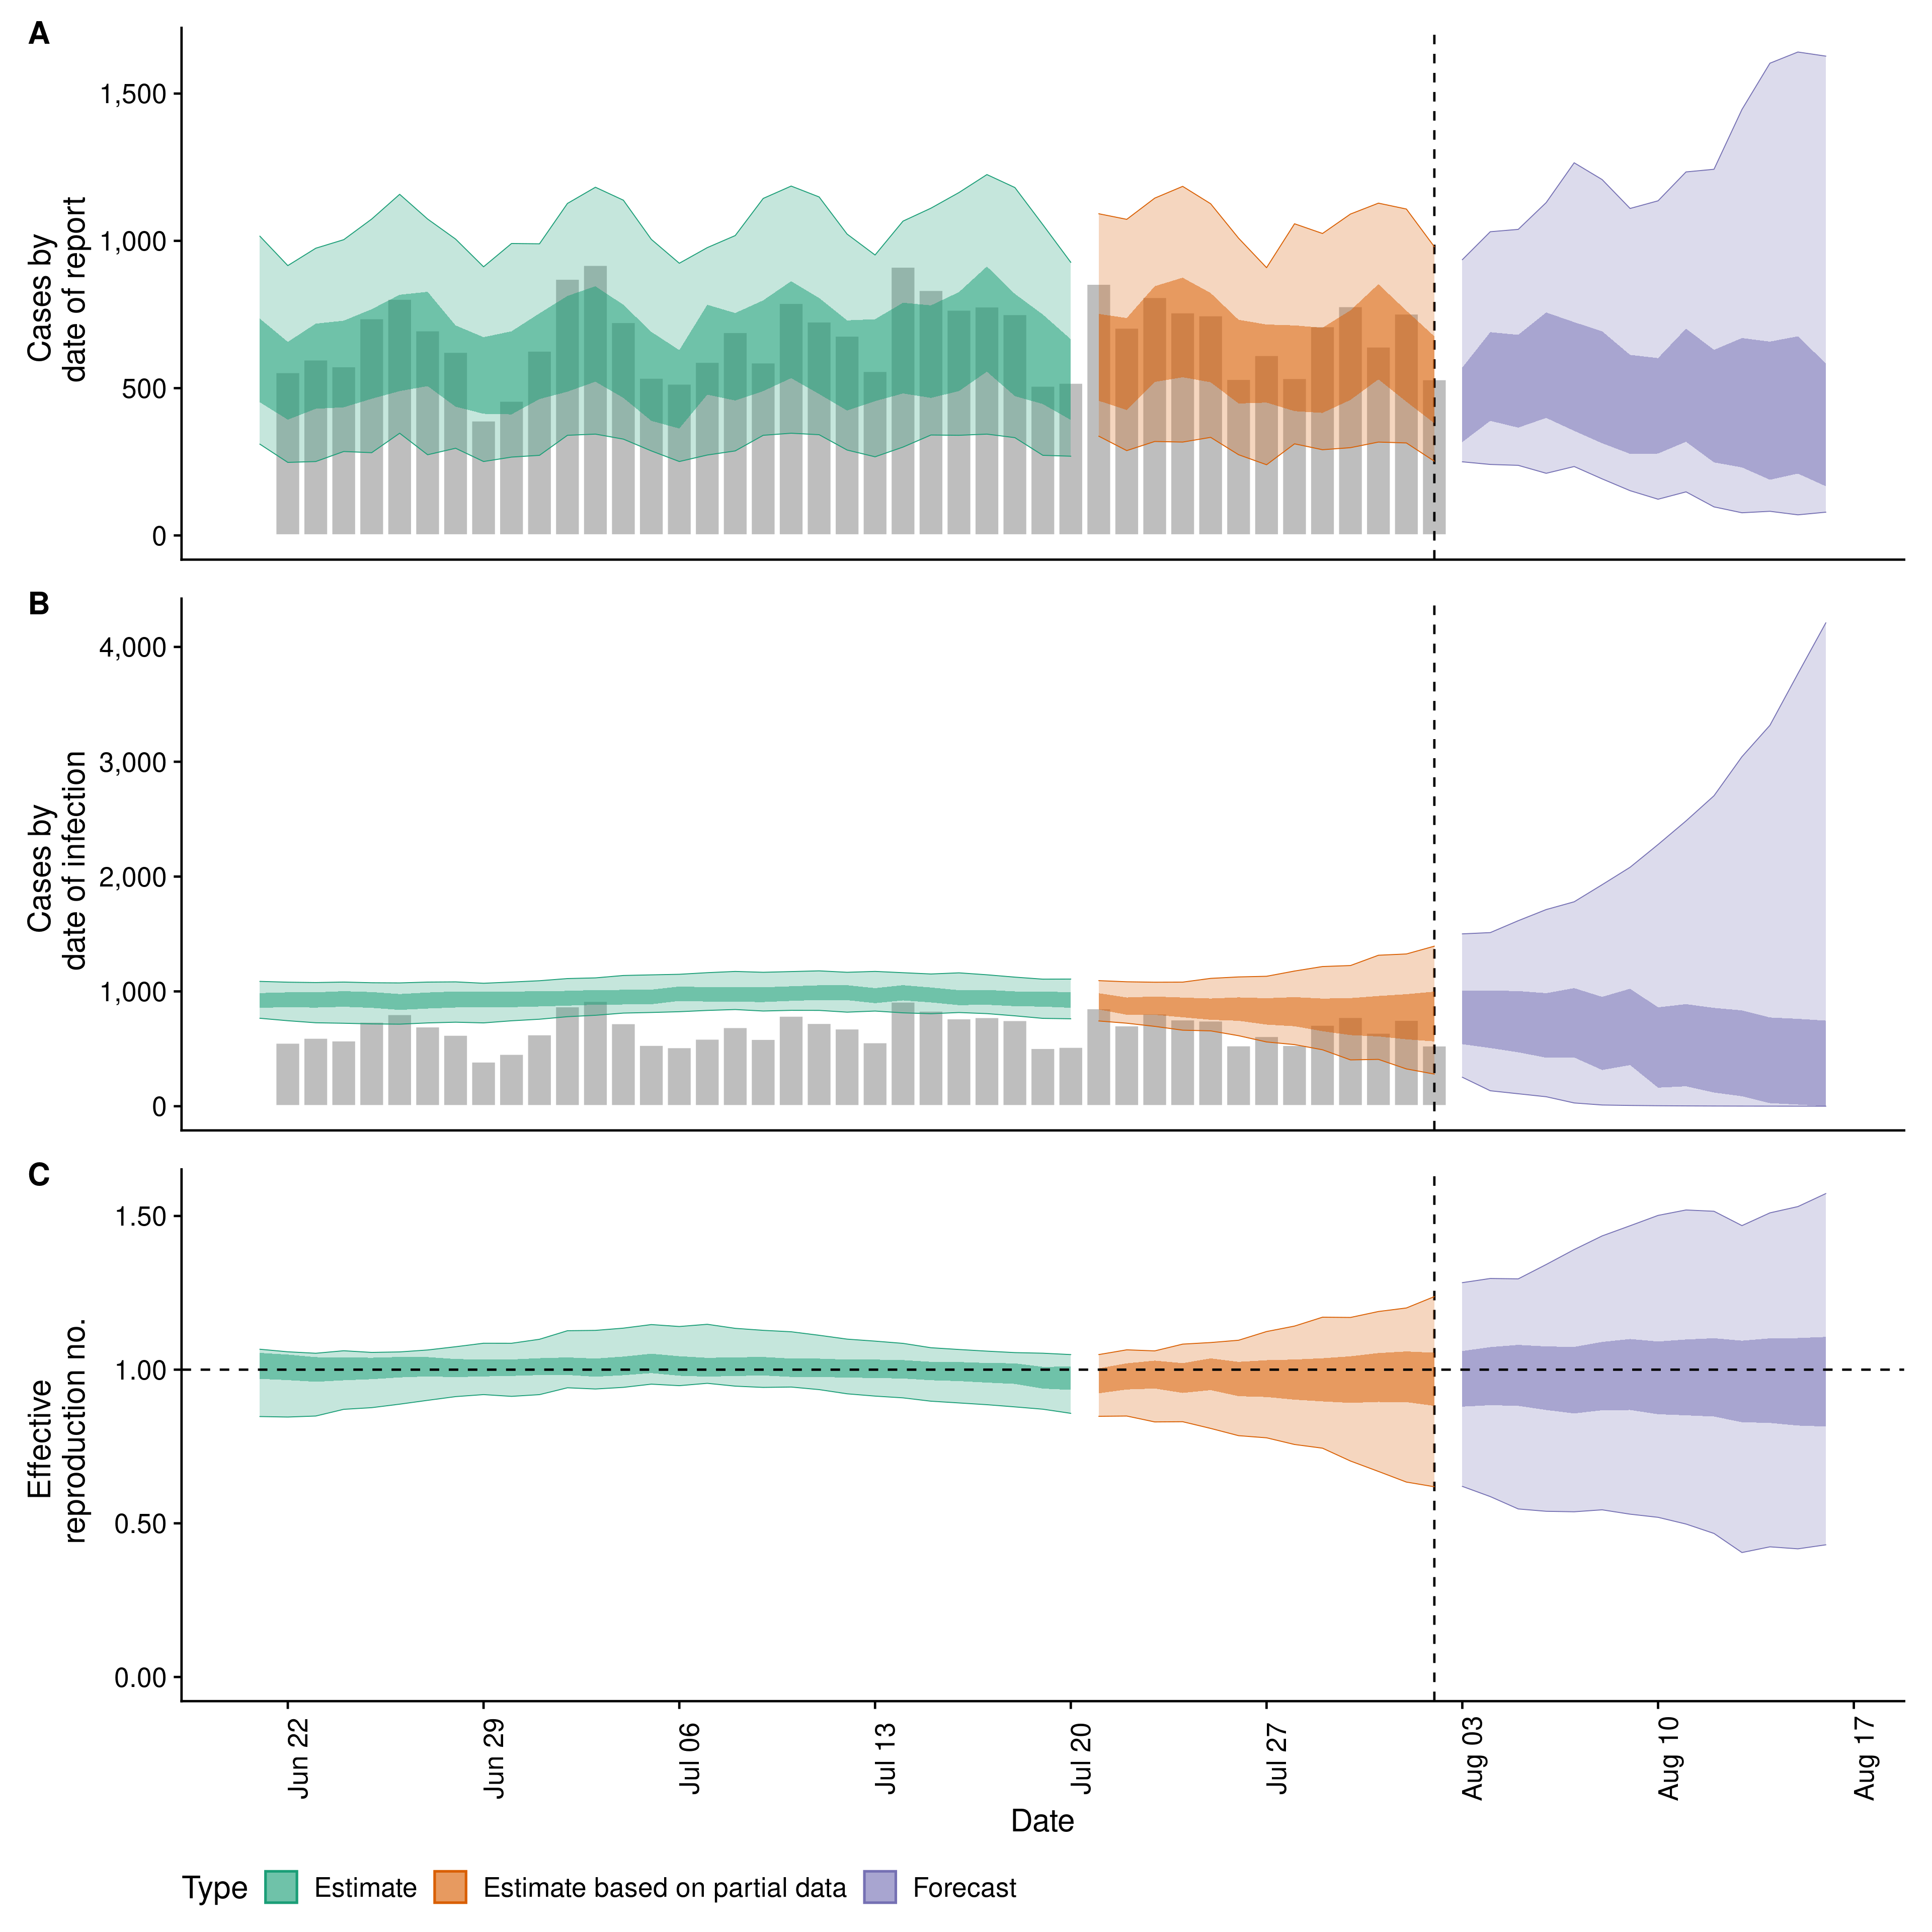 A
Cases by
date of report
1,500
1,000
500
0
B
Cases by
date of infection
4,000
3,000
2,000
1,000
0
C
Effective
reproduction no.
1.50
1.00
0.50
0.00
Jun 22
Jun 29
Jul 06
Jul 13
Jul 20
Jul 27
Aug 03
Aug 10
Aug 17
Date
Type
Estimate
Estimate based on partial data
Forecast